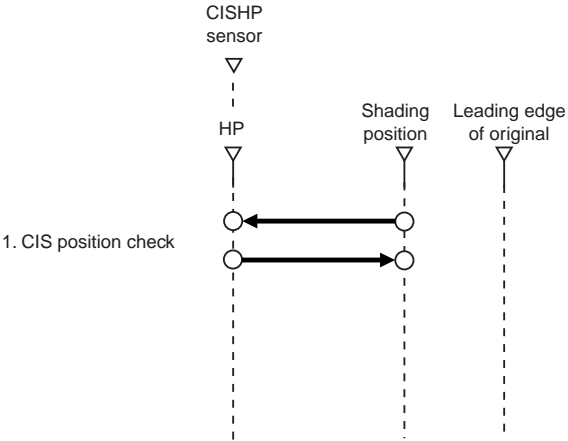 CISHP
sensor
HP
Shading
position
Leading edge
of original
1. CIS position check